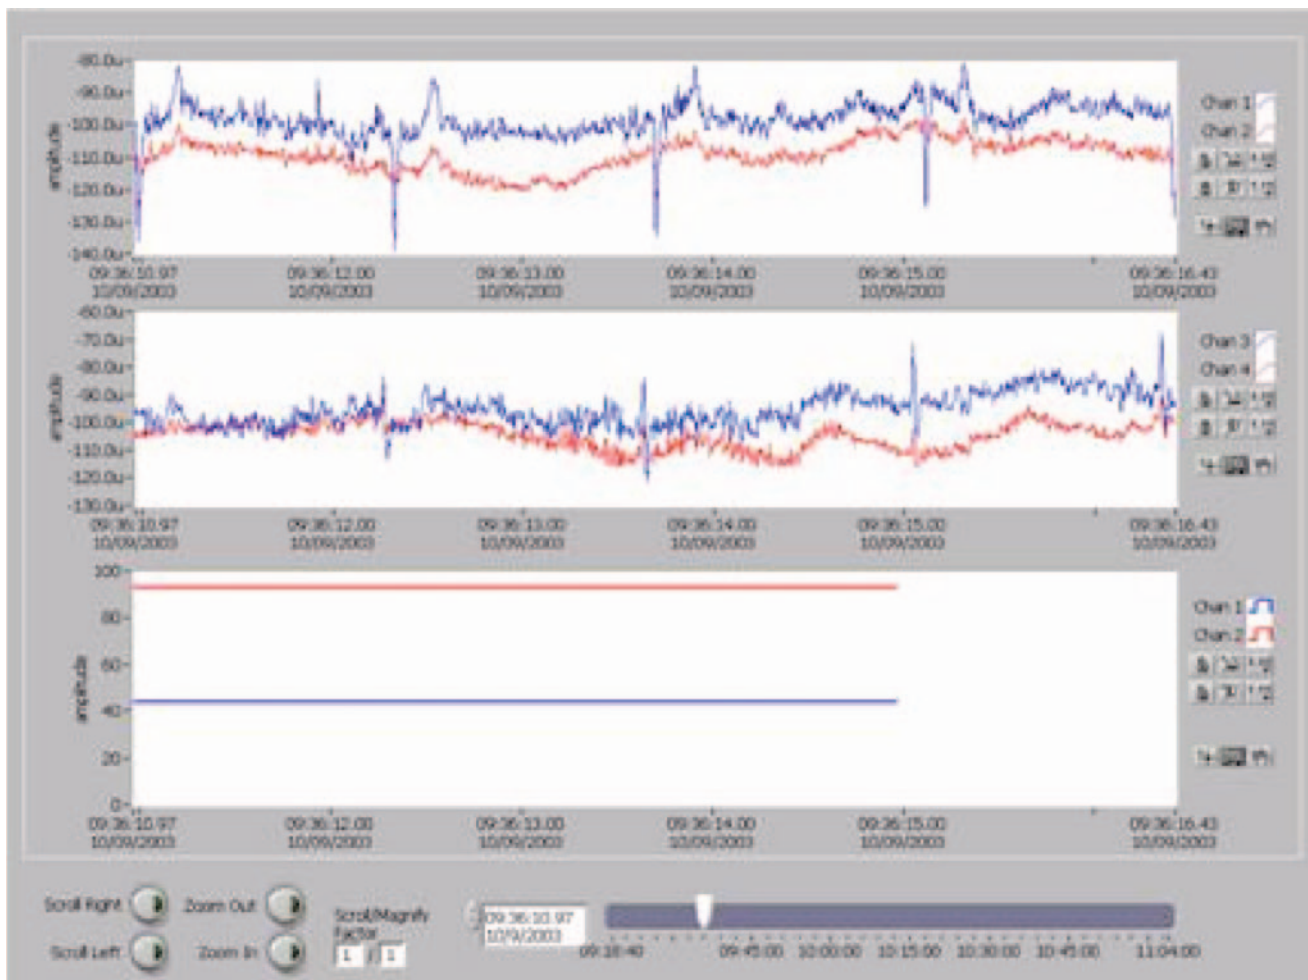 -80.0u
-90.0u
-100.0u
-110.0u
-120.0u
-130.0u
-140.0u
amplitude
09:36:10.97 09:36:12.00 09:36:13.00 09:36:14.00 09:36:15.00 09:36:16.43
10/09/2003 10/09/2003 10/09/2003 10/09/2003 10/09/2003 10/09/2003
Chan 1
Chan 2
-60.0u
-70.0u
-80.0u
-90.0u
-100.0u
-110.0u
-120.0u
-130.0u
amplitude
09:36:10.97 09:36:12.00 09:36:13.00 09:36:14.00 09:36:15.00 09:36:16.43
10/09/2003 10/09/2003 10/09/2003 10/09/2003 10/09/2003 10/09/2003
Chan 3
Chan 4
100
80
60
40
20
0
amplitude
09:36:10.97 09:36:12.00 09:36:13.00 09:36:14.00 09:36:15.00 09:36:16.43
10/09/2003 10/09/2003 10/09/2003 10/09/2003 10/09/2003 10/09/2003
Chan 1
Chan 2
Scroll Right Zoom Out
Scroll Left Zoom In
Scroll/Magnify
Factor
1 / 1
09:36:10.97
10/9/2003
09:18:40 09:45:00 10:00:00 10:15:00 10:30:00 10:45:00 11:04:00